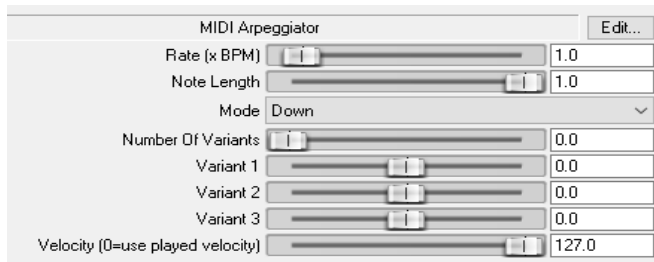 MIDI Arpeggiator Edit...
Rate (x BPM) 1.0
Note Length 1.0
Mode Down
Number Of Variants 0.0
Variant 1 0.0
Variant 2 0.0
Variant 3 0.0
Velocity (0=use played velocity) 127.0